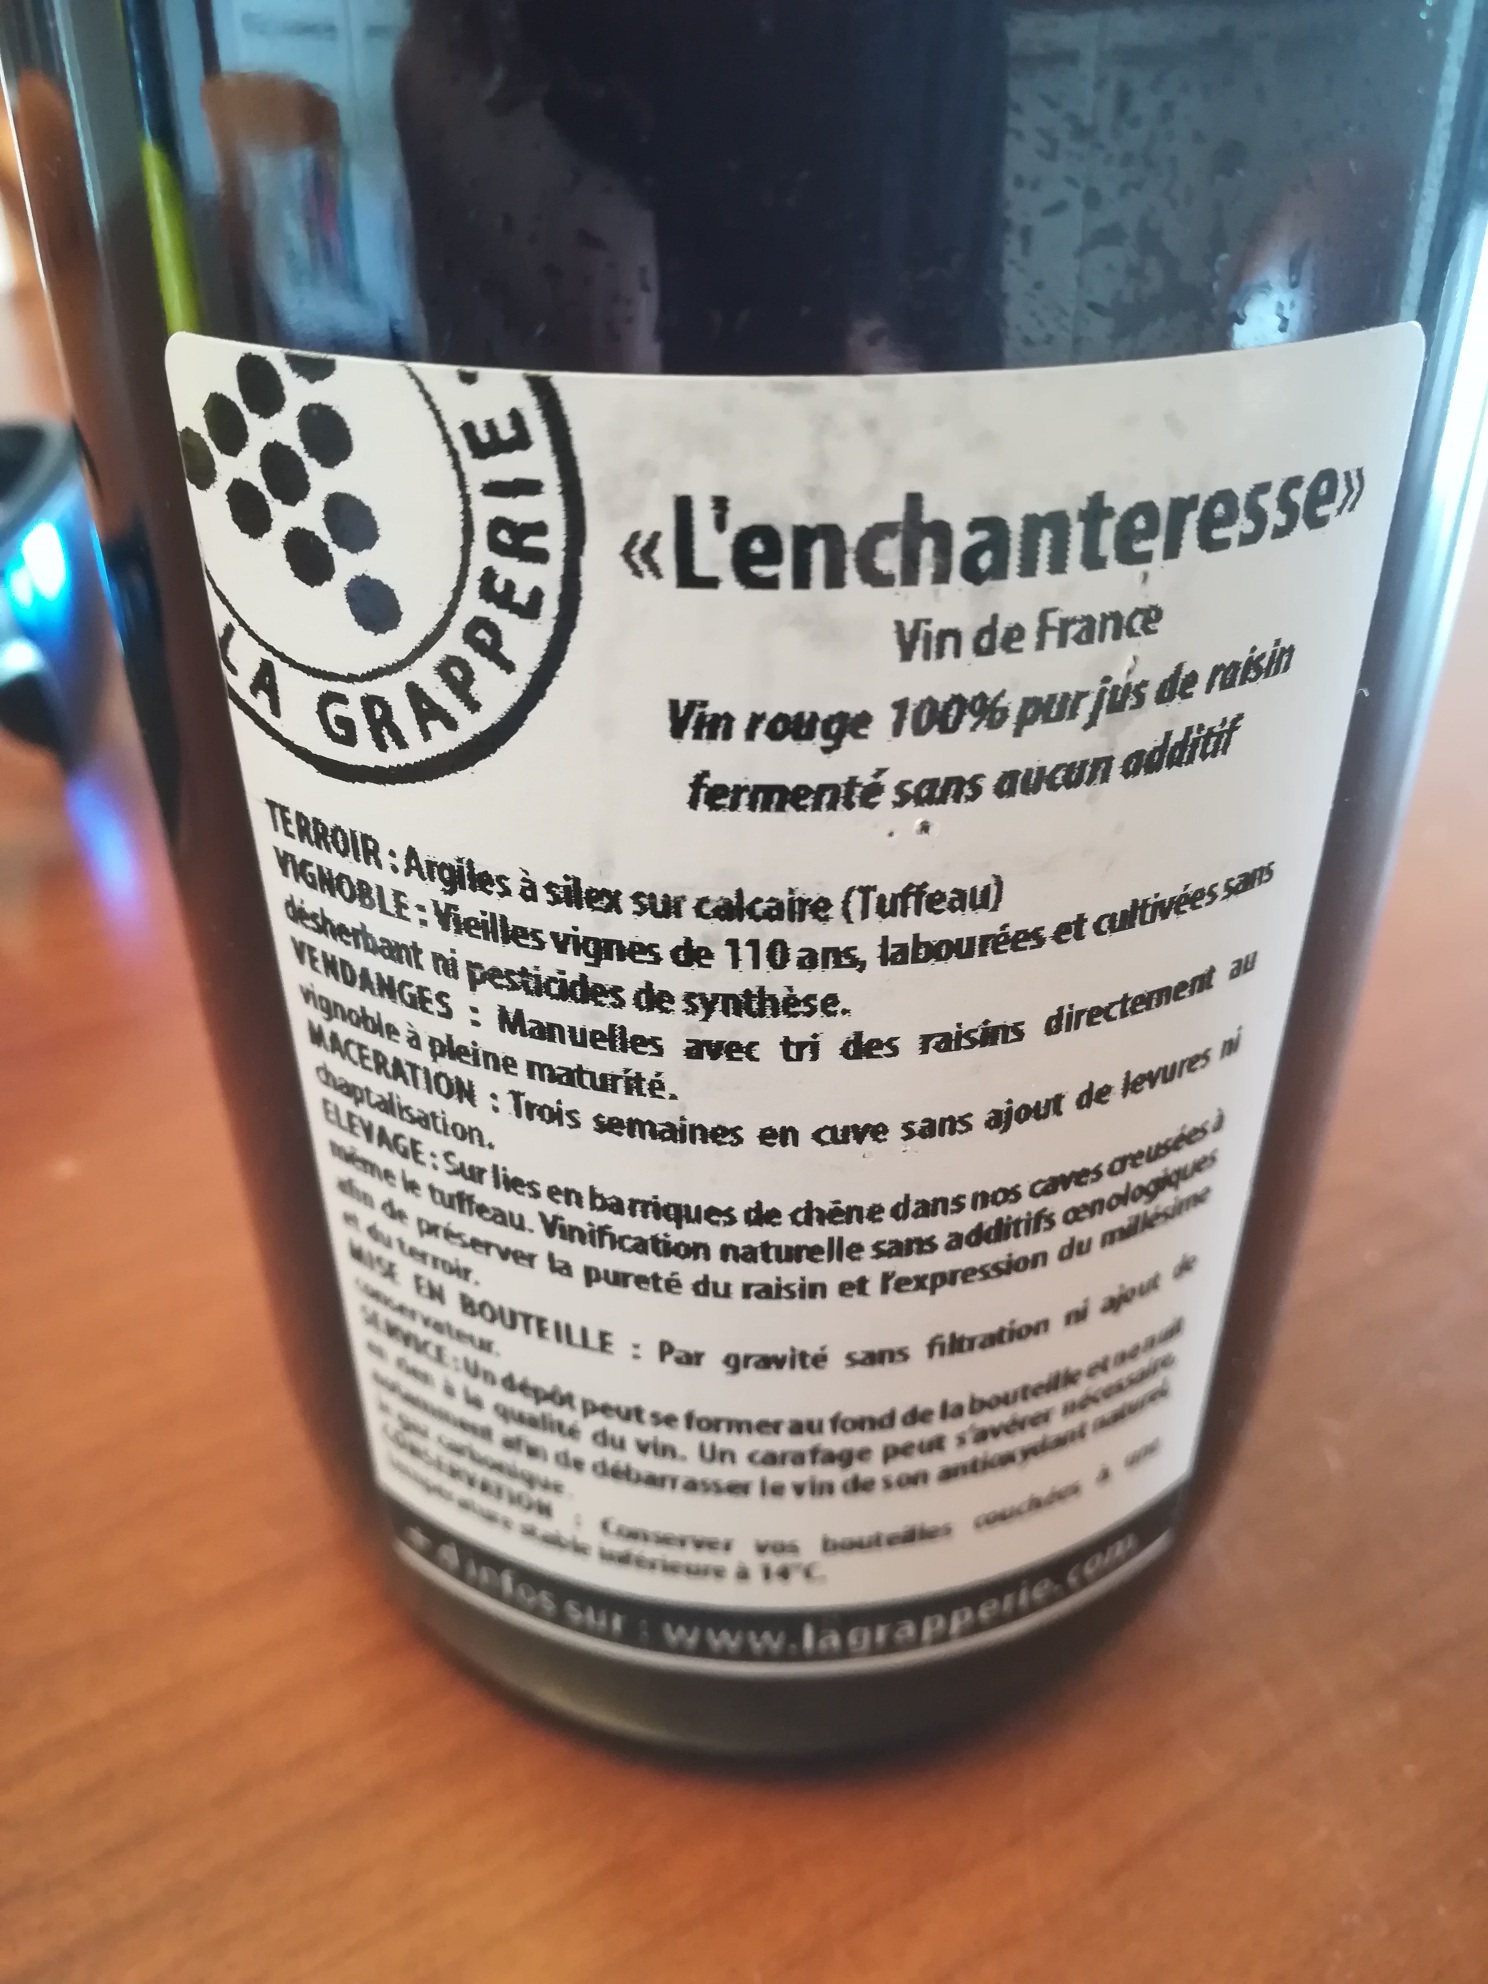 LA GRAPPERIE
«L'enchanteresse»
Vin de France
Vin rouge 100% pur jus de raisin
fermenté sans aucun additif
TERROIR : Argiles à silex sur calcaire (Tuffeau)
VIGNOBLE : Vieilles vignes de 110 ans, labourées et cultivées sans
désherbant ni pesticides de synthèse.
VENDANGES : Manuelles avec tri des raisins directement au
vignoble à pleine maturité.
MACERATION : Trois semaines en cuve sans ajout de levures ni
chaptalisation.
ELEVAGE : Sur lies en barriques de chêne dans nos caves creusées à
même le tuffeau. Vinification naturelle sans additifs œnologiques
afin de préserver la pureté du raisin et l'expression du millésime
et du terroir.
MISE EN BOUTEILLE : Par gravité sans filtration ni ajout de
conservateur.
SERVICE : Un dépôt peut se former au fond de la bouteille et ne nuit
en rien à la qualité du vin. Un carafage peut s'avérer nécessaire,
notamment afin de débarrasser le vin de son antioxydant naturel,
le gaz carbonique.
CONSERVATION : Conserver vos bouteilles couchées à une
température stable inférieure à 14°C.
+ d'infos sur : www.lagrapperie.com